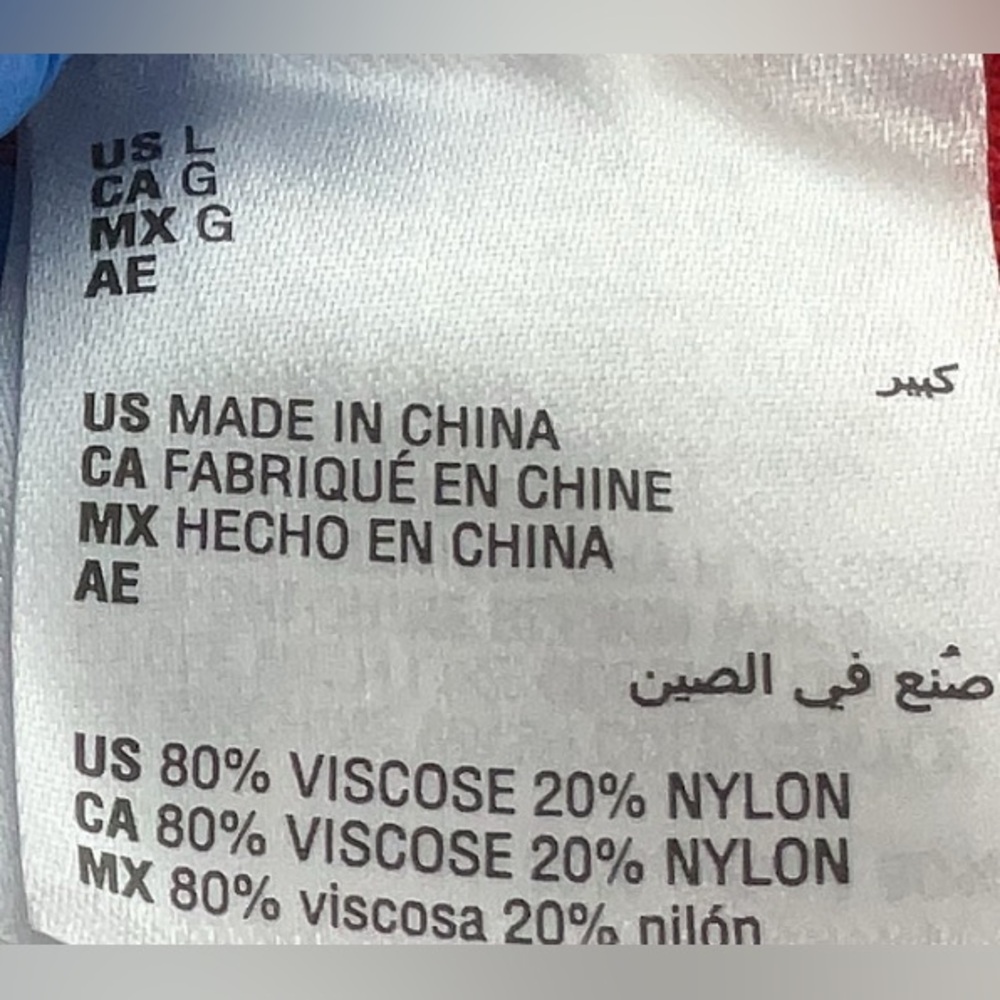 US L
CA G
MX G
AE
كبير
US MADE IN CHINA
CA FABRIQUÉ EN CHINE
MX HECHO EN CHINA
AE
صُنع في الصين
US 80% VISCOSE 20% NYLON
CA 80% VISCOSE 20% NYLON
MX 80% viscosa 20% nilón